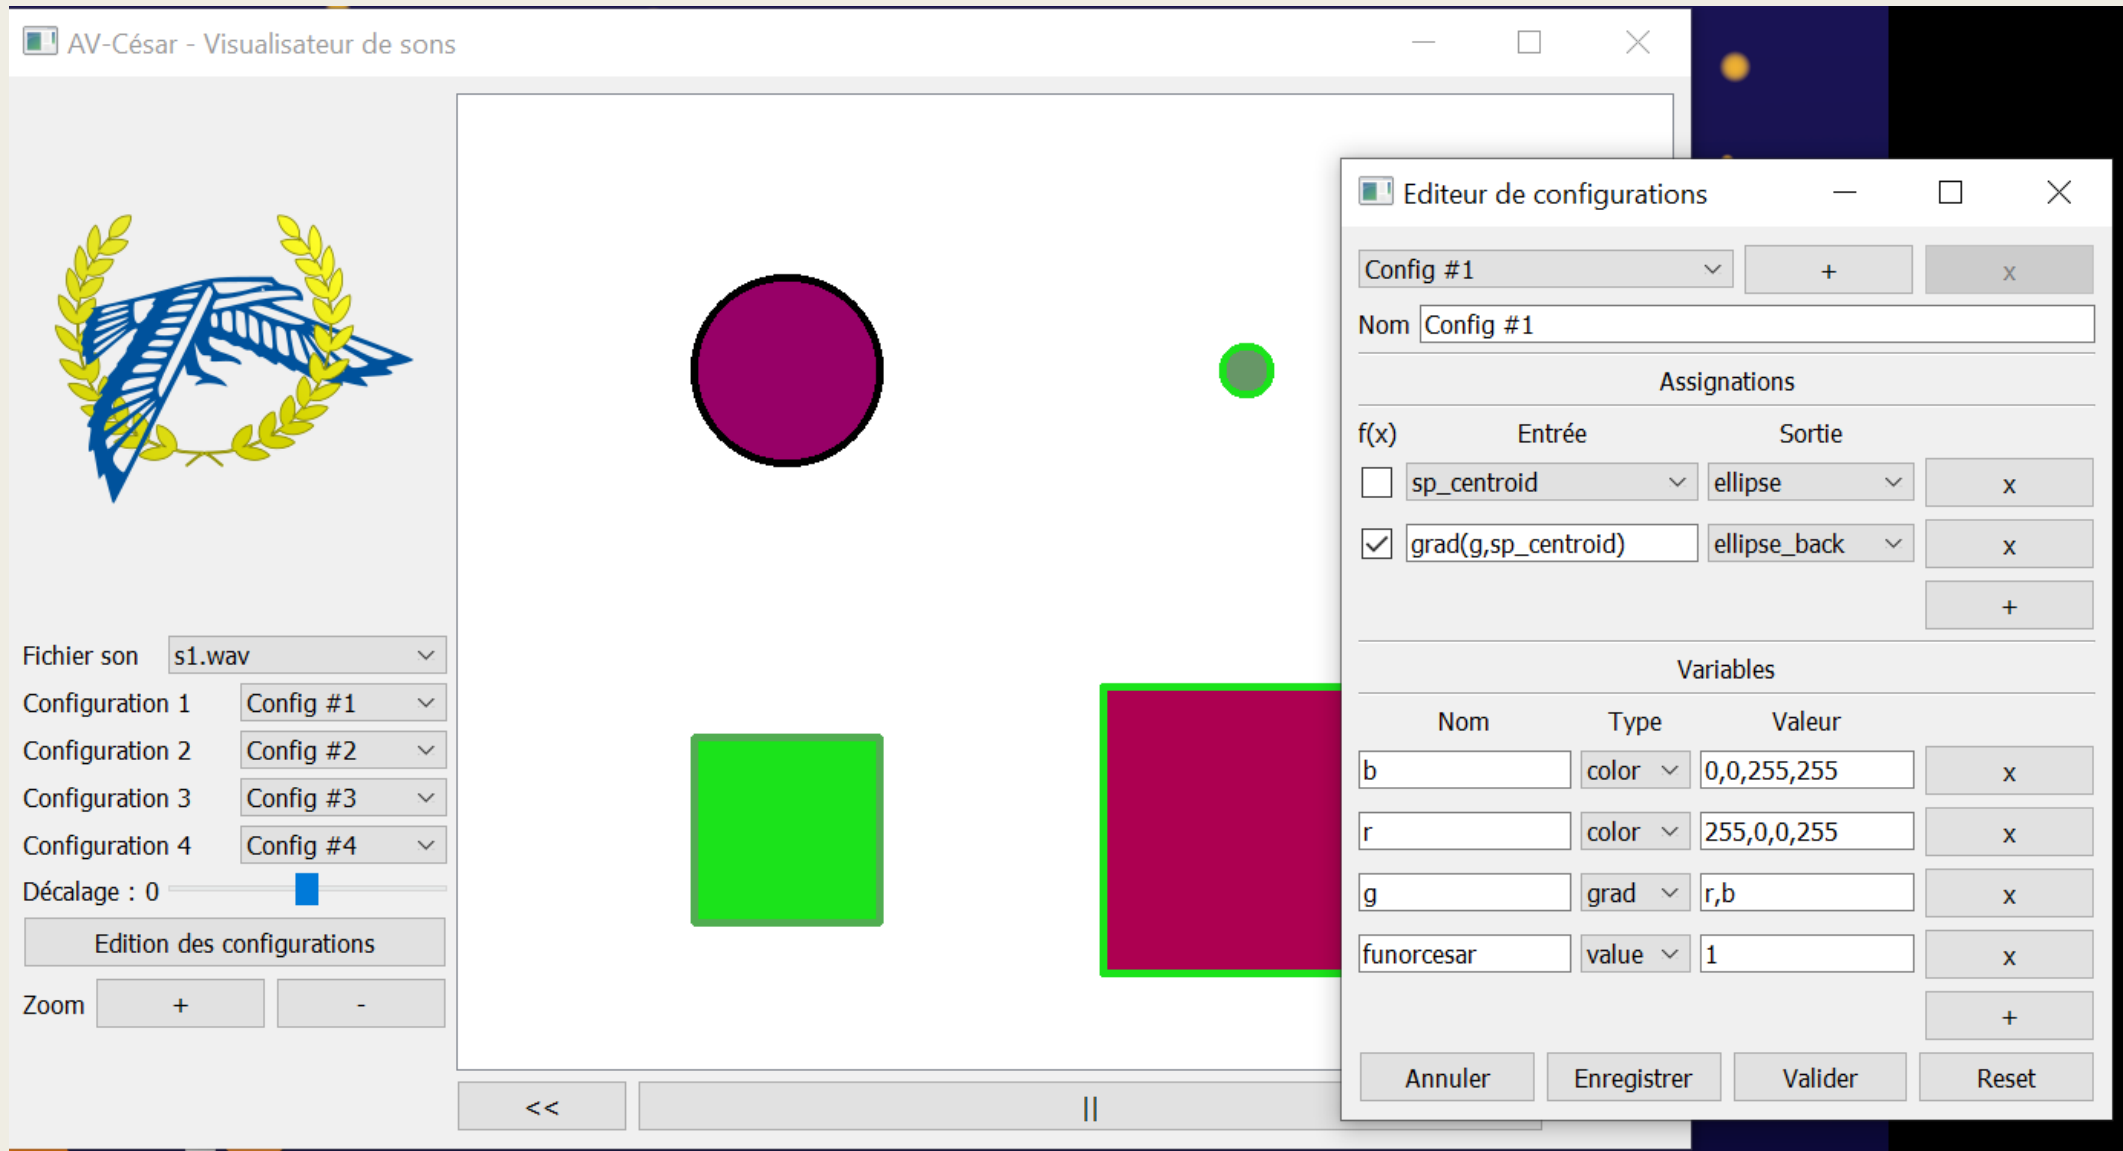 AV-César - Visualisateur de sons
Fichier son s1.wav
Configuration 1 Config #1
Configuration 2 Config #2
Configuration 3 Config #3
Configuration 4 Config #4
Décalage : 0
Edition des configurations
Zoom + -
<< ||
Editeur de configurations
Config #1 + x
Nom Config #1
Assignations
f(x) Entrée Sortie
sp_centroid ellipse x
grad(g,sp_centroid) ellipse_back x
+
Variables
Nom Type Valeur
b color 0,0,255,255 x
r color 255,0,0,255 x
g grad r,b x
funorcesar value 1 x
+
Annuler Enregistrer Valider Reset